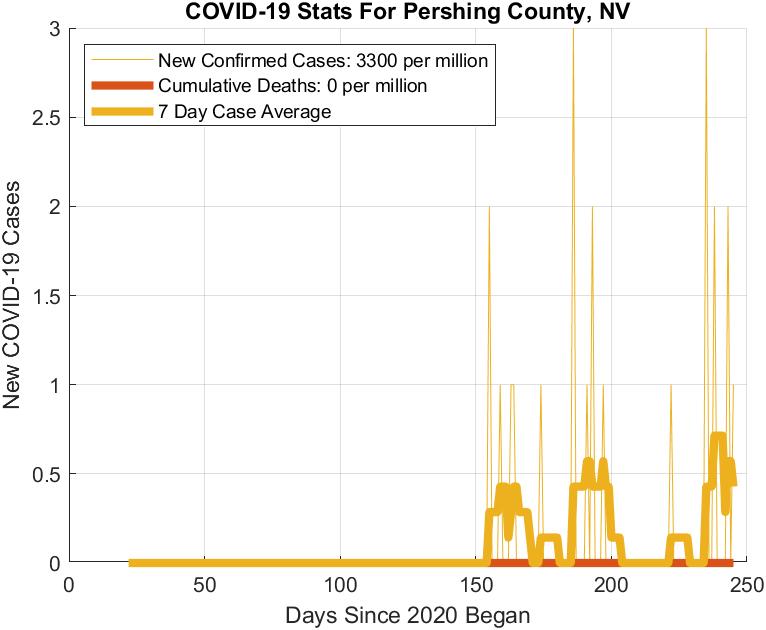 COVID-19 Stats For Pershing County, NV
New Confirmed Cases: 3300 per million
Cumulative Deaths: 0 per million
7 Day Case Average
New COVID-19 Cases
3
2.5
2
1.5
1
0.5
0
0 50 100 150 200 250
Days Since 2020 Began